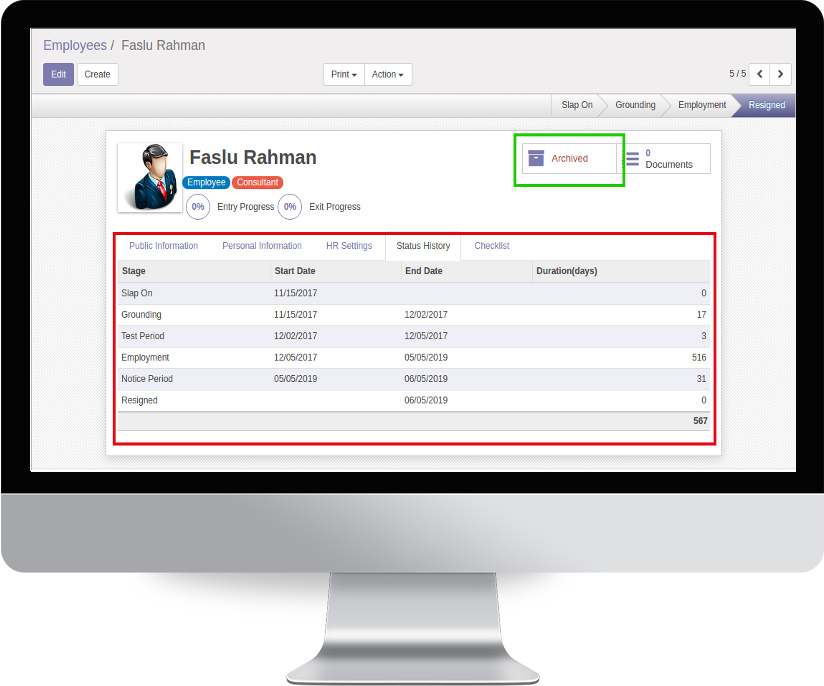 Employees / Faslu Rahman
Edit Create Print Action 5 / 5
Slap On Grounding Employment Resigned
Faslu Rahman
Employee Consultant
0% Entry Progress 0% Exit Progress
Archived
0
Documents
Public Information Personal Information HR Settings Status History Checklist
Stage Start Date End Date Duration(days)
Slap On 11/15/2017 0
Grounding 11/15/2017 12/02/2017 17
Test Period 12/02/2017 12/05/2017 3
Employment 12/05/2017 05/05/2019 516
Notice Period 05/05/2019 06/05/2019 31
Resigned 06/05/2019 0
567